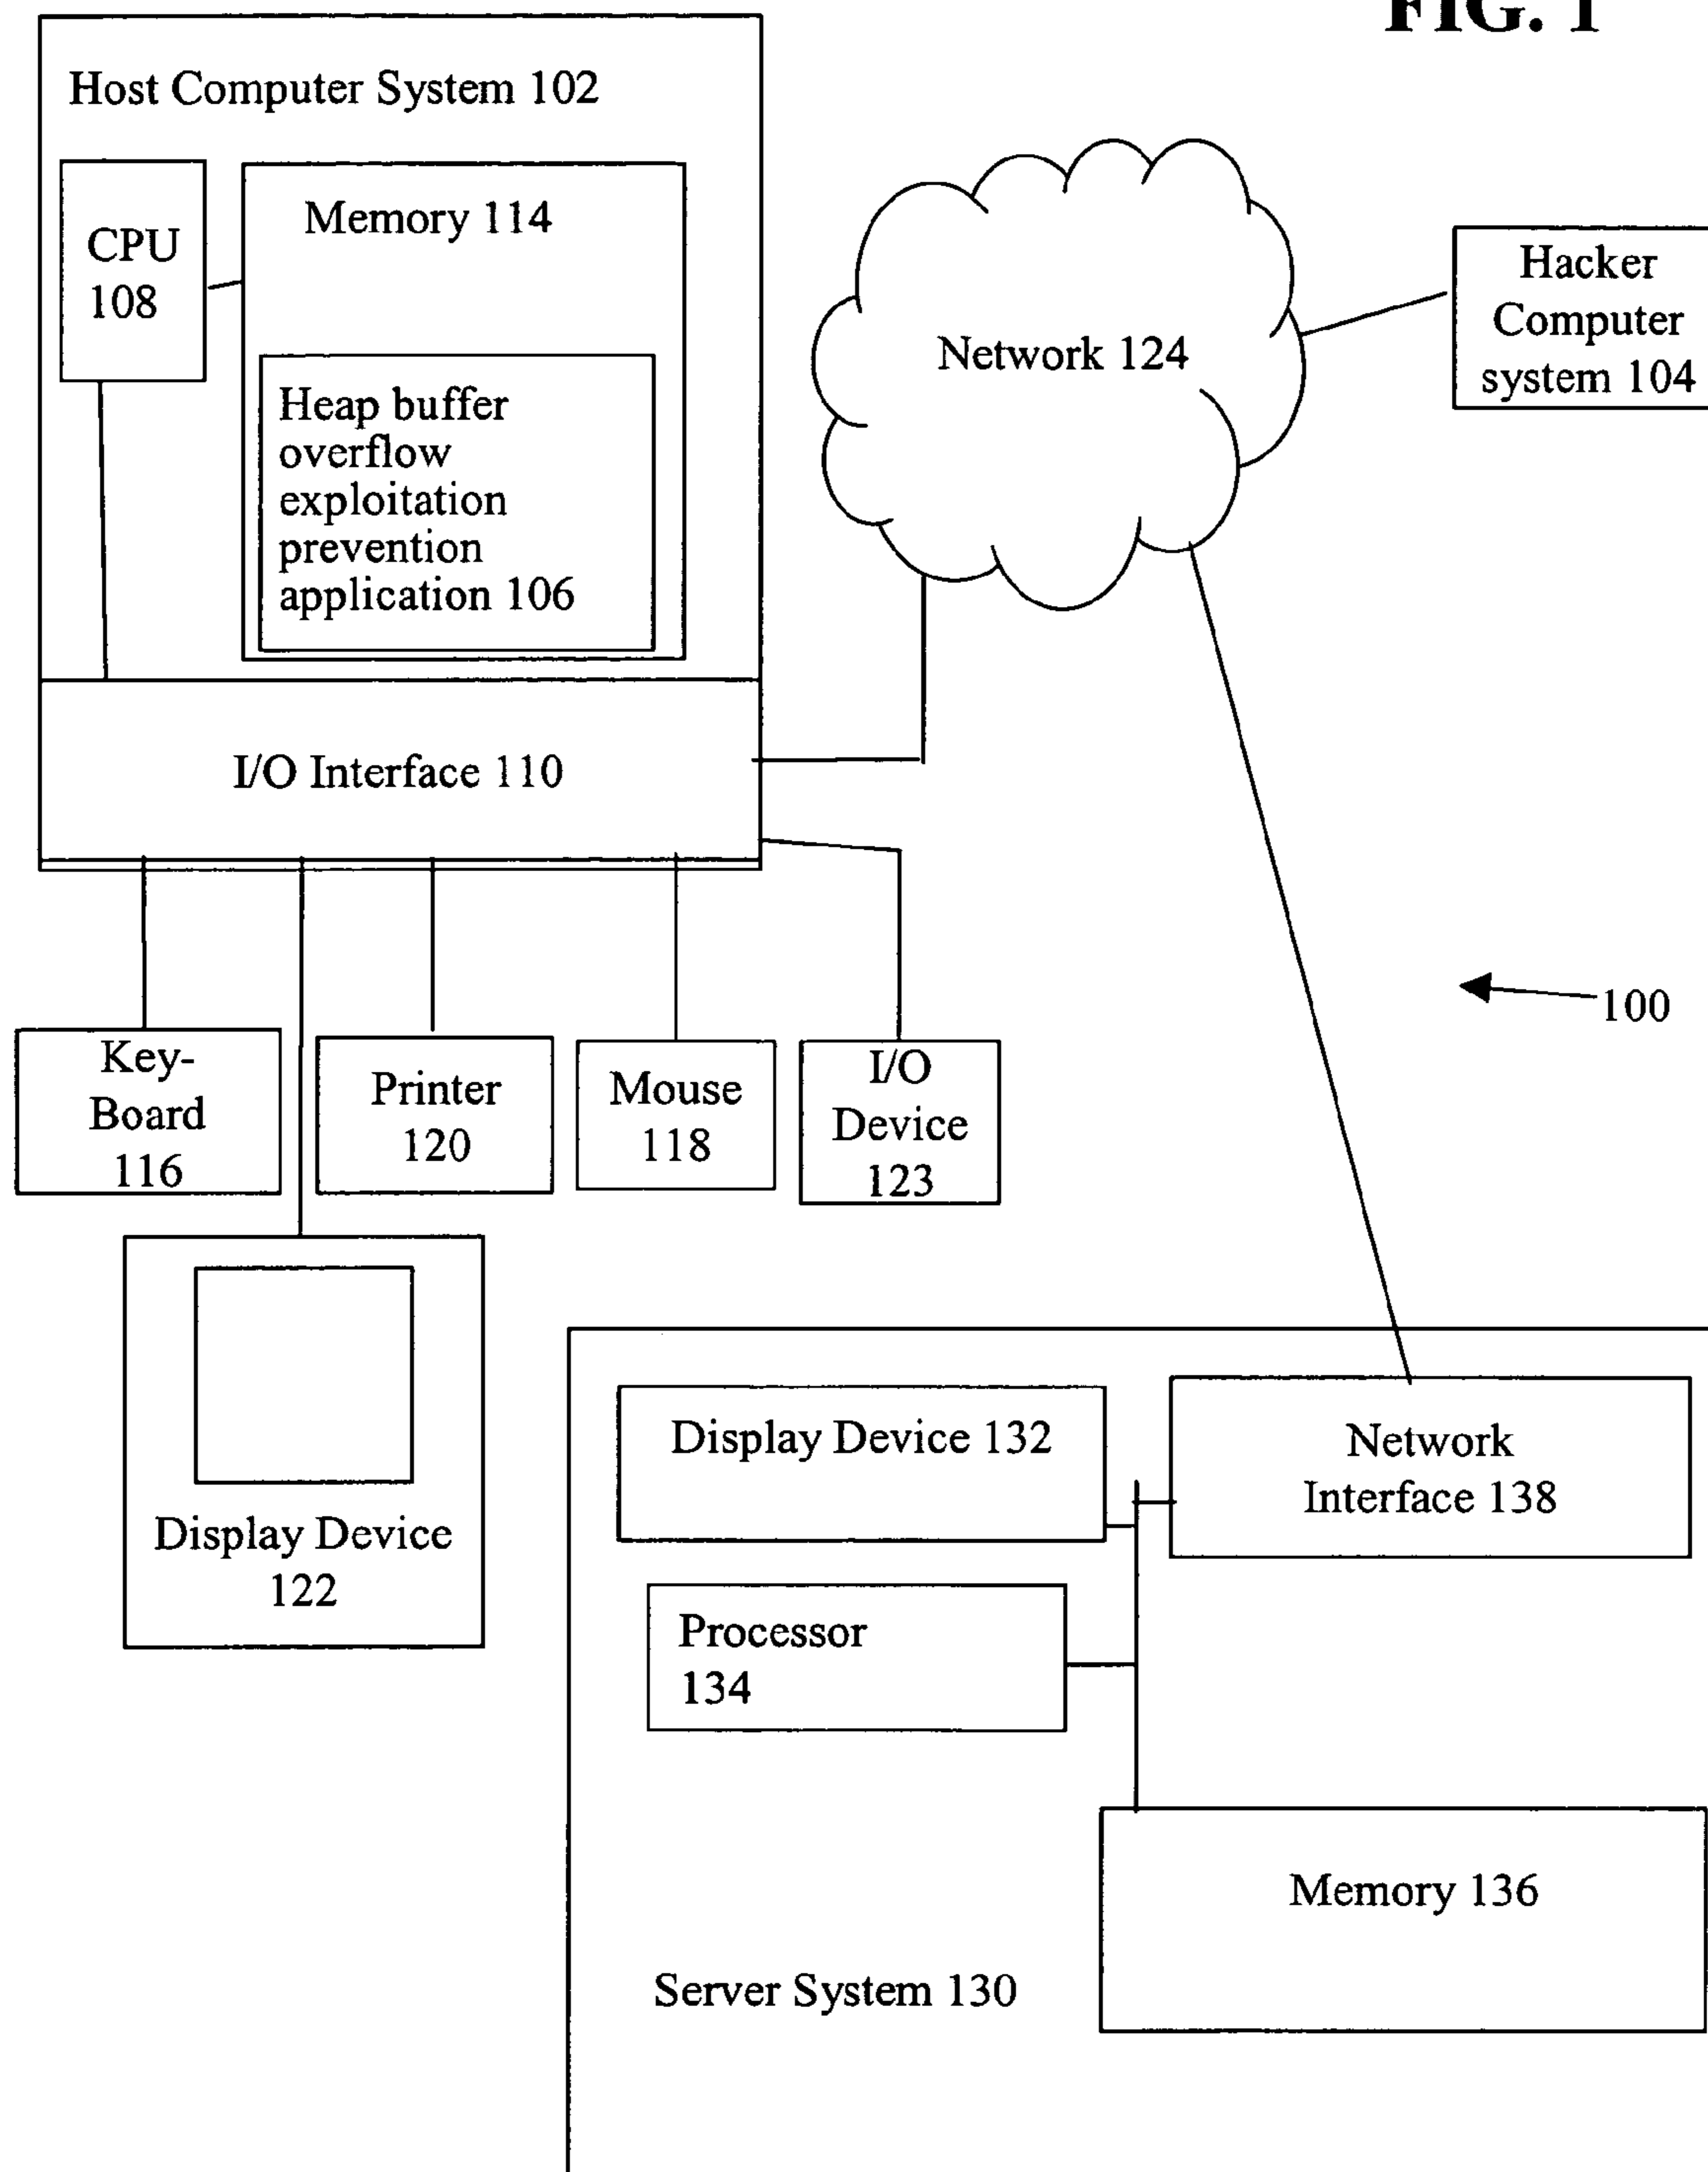 FIG. 1
Host Computer System 102
CPU
108
Memory 114
Heap buffer
overflow
exploitation
prevention
application 106
I/O Interface 110
Network 124
Hacker
Computer
system 104
100
Key-
Board
116
Printer
120
Mouse
118
I/O
Device
123
Display Device
122
Display Device 132
Network
Interface 138
Processor
134
Memory 136
Server System 130